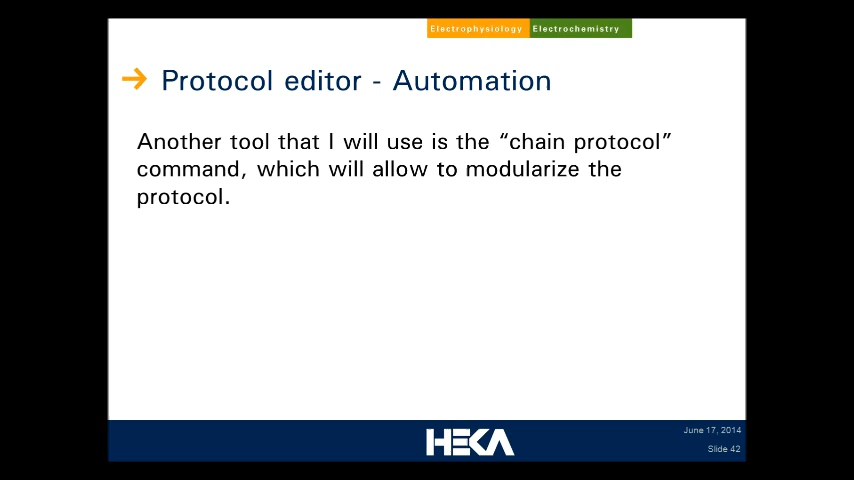 Electrophysiology Electrochemistry
Protocol editor - Automation
Another tool that I will use is the “chain protocol”
command, which will allow to modularize the
protocol.
HEKA
June 17, 2014
Slide 42